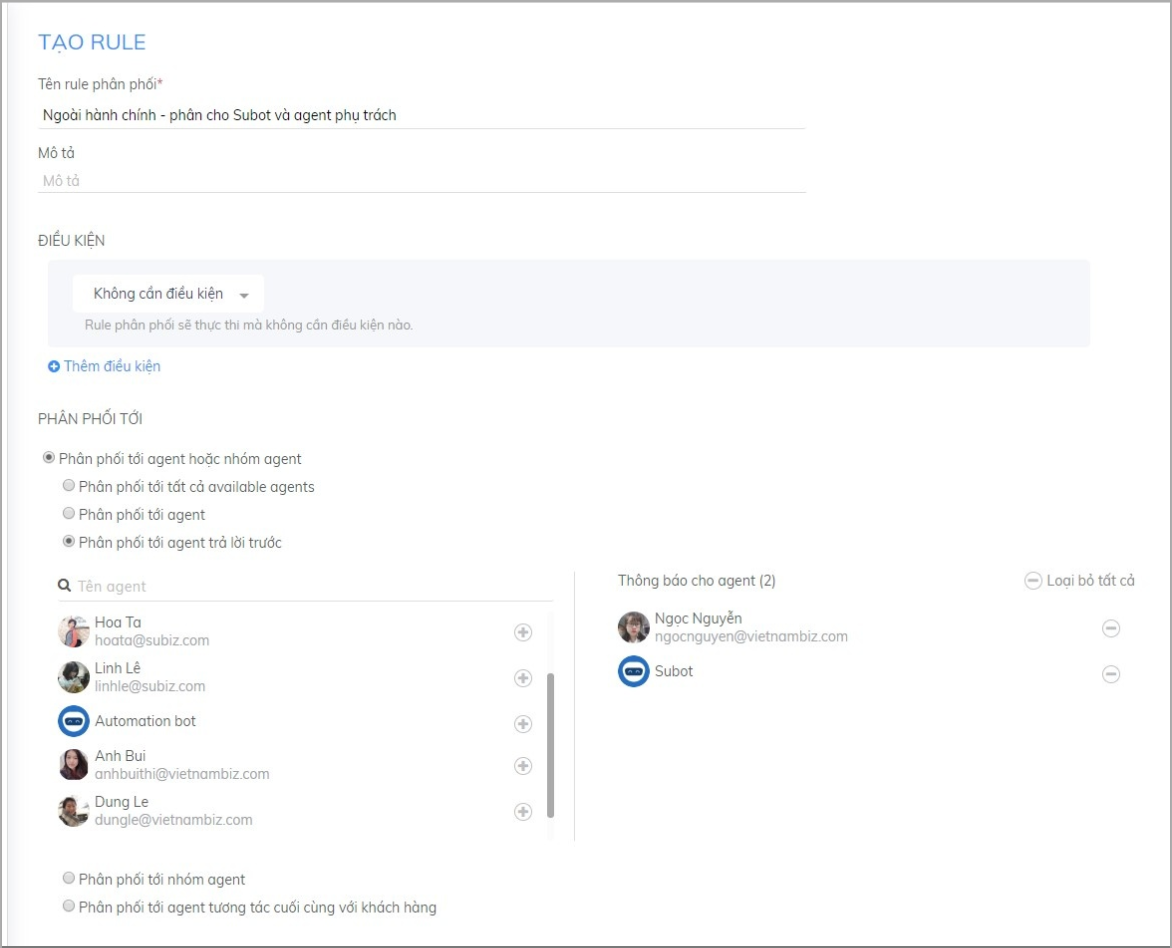 TẠO RULE
Tên rule phân phối*
Ngoài hành chính - phân cho Subot và agent phụ trách
Mô tả
Mô tả
ĐIỀU KIỆN
Không cần điều kiện
Rule phân phối sẽ thực thi mà không cần điều kiện nào.
Thêm điều kiện
PHÂN PHỐI TỚI
Phân phối tới agent hoặc nhóm agent
Phân phối tới tất cả available agents
Phân phối tới agent
Phân phối tới agent trả lời trước
Tên agent
Hoa Ta
hoata@subiz.com
Linh Lê
linhle@subiz.com
Automation bot
Anh Bui
anhbuithi@vietnambiz.com
Dung Le
dungle@vietnambiz.com
Thông báo cho agent (2)
Loại bỏ tất cả
Ngọc Nguyễn
ngocnguyen@vietnambiz.com
Subot
Phân phối tới nhóm agent
Phân phối tới agent tương tác cuối cùng với khách hàng